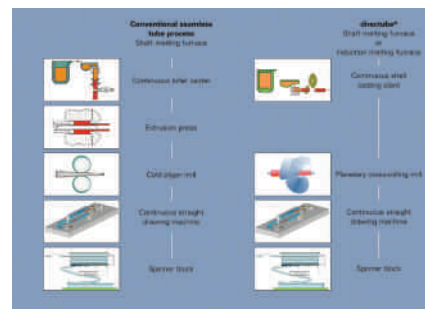 Conventional seamless
tube process
Shaft melting furnace
Continuous billet caster
Extrusion press
Cold pilger mill
Continuous straight
drawing machine
Spinner block
directube®
Shaft melting furnace
or
Induction melting furnace
Continuous shell
casting plant
Planetary cross-rolling mill
Continuous straight
drawing machine
Spinner block